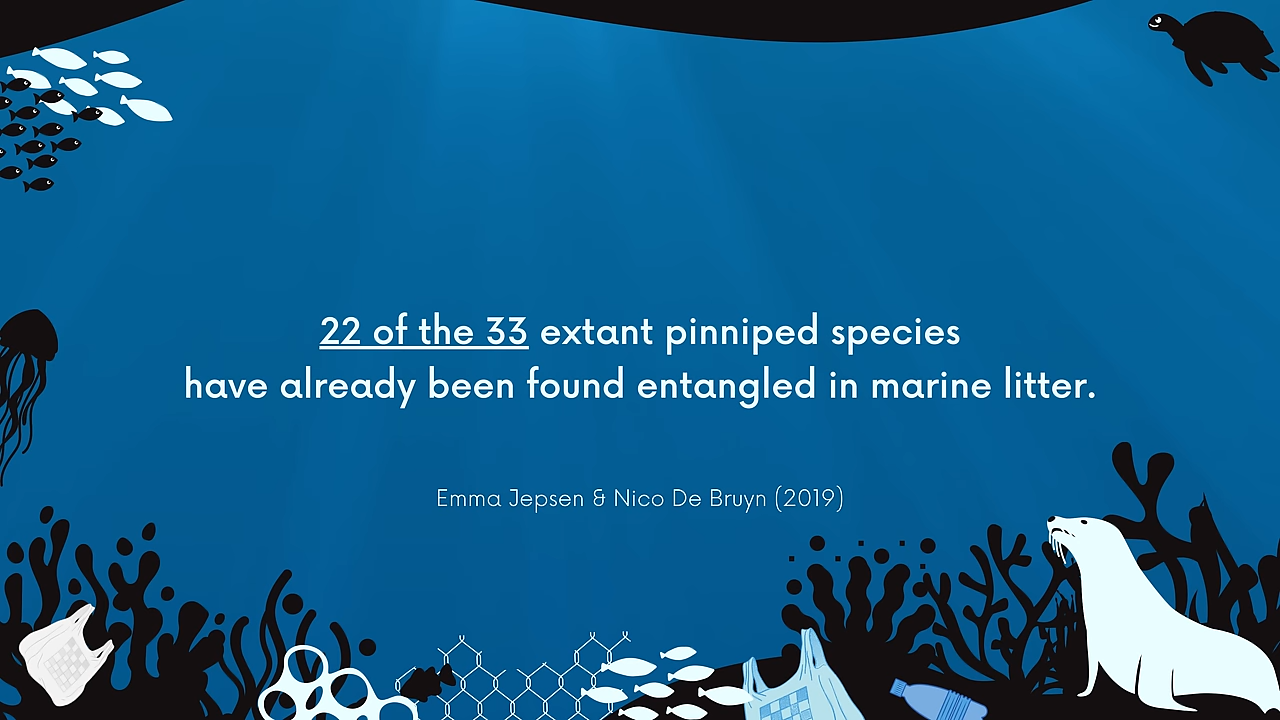 22 of the 33 extant pinniped species
have already been found entangled in marine litter.
Emma Jepsen & Nico De Bruyn (2019)